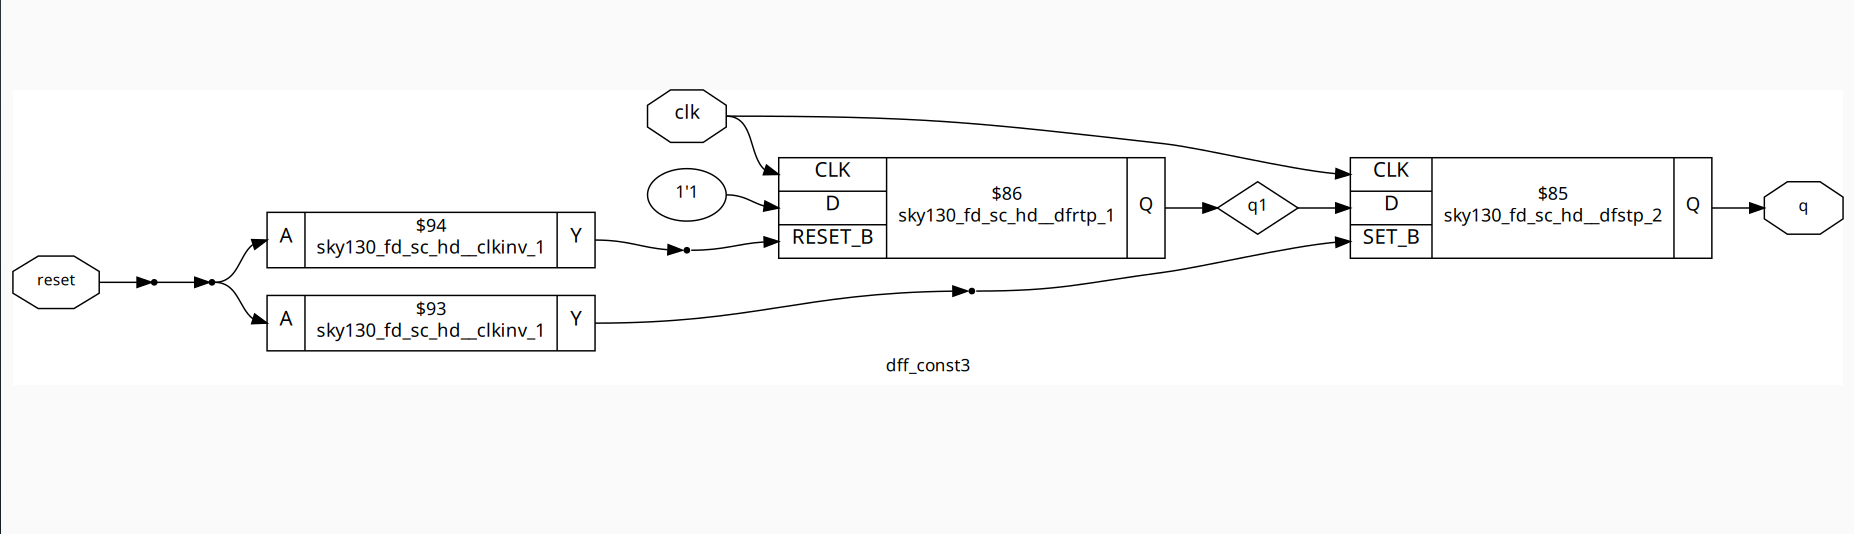 clk
CLK
D
RESET_B
$86
sky130_fd_sc_hd__dfrtp_1
Q
1'1
q1
CLK
D
SET_B
$85
sky130_fd_sc_hd__dfstp_2
Q
q
A
$94
sky130_fd_sc_hd__clkinv_1
Y
reset
A
$93
sky130_fd_sc_hd__clkinv_1
Y
dff_const3